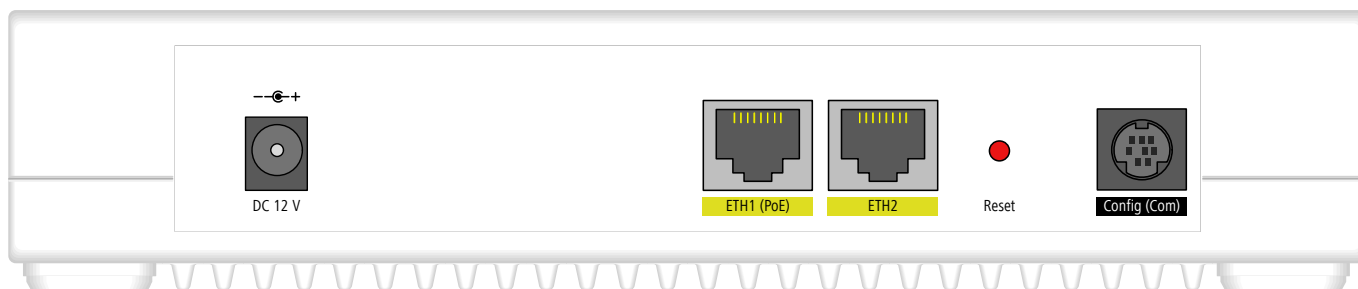 DC 12 V
ETH1 (PoE)
ETH2
Reset
Config (Com)